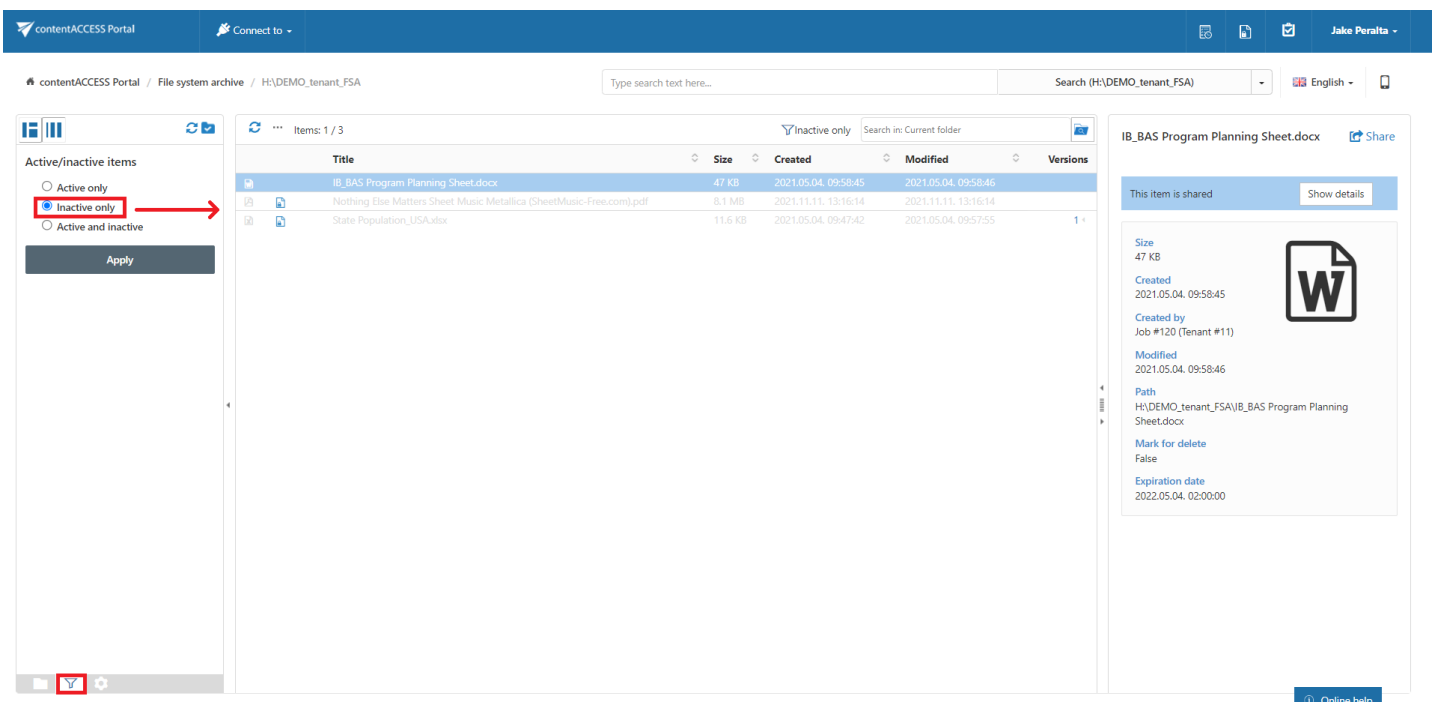 contentACCESS Portal Connect to Jake Peralta
contentACCESS Portal / File system archive / H:\DEMO_tenant_FSA Type search text here... Search (H:\DEMO_tenant_FSA) English
Items: 1 / 3 Inactive only Search in: Current folder
IB_BAS Program Planning Sheet.docx Share
Active/inactive items
Active only
Inactive only
Active and inactive
Apply
Title Size Created Modified Versions
IB_BAS Program Planning Sheet.docx 47 KB 2021.05.04. 09:58:45 2021.05.04. 09:58:46
Nothing Else Matters Sheet Music Metallica (SheetMusic-Free.com).pdf 8.1 MB 2021.11.11. 13:16:14 2021.11.11. 13:16:14
State Population_USA.xlsx 11.6 KB 2021.05.04. 09:47:42 2021.05.04. 09:57:55 1
This item is shared Show details
Size
47 KB
Created
2021.05.04. 09:58:45
Created by
Job #120 (Tenant #11)
Modified
2021.05.04. 09:58:46
Path
H:\DEMO_tenant_FSA\IB_BAS Program Planning
Sheet.docx
Mark for delete
False
Expiration date
2022.05.04. 02:00:00
W
Online help